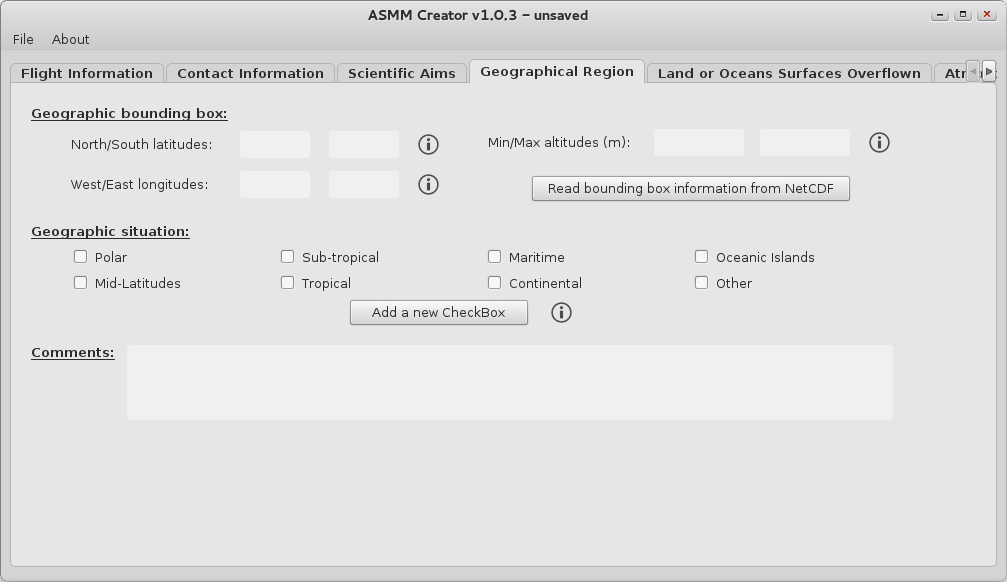 ASMM Creator v1.0.3 – unsaved
File About
Flight Information Contact Information Scientific Aims Geographical Region Land or Oceans Surfaces Overflown
Geographic bounding box:
North/South latitudes: Min/Max altitudes (m):
West/East longitudes: Read bounding box information from NetCDF
Geographic situation:
Polar Sub-tropical Maritime Oceanic Islands
Mid-Latitudes Tropical Continental Other
Add a new CheckBox
Comments: